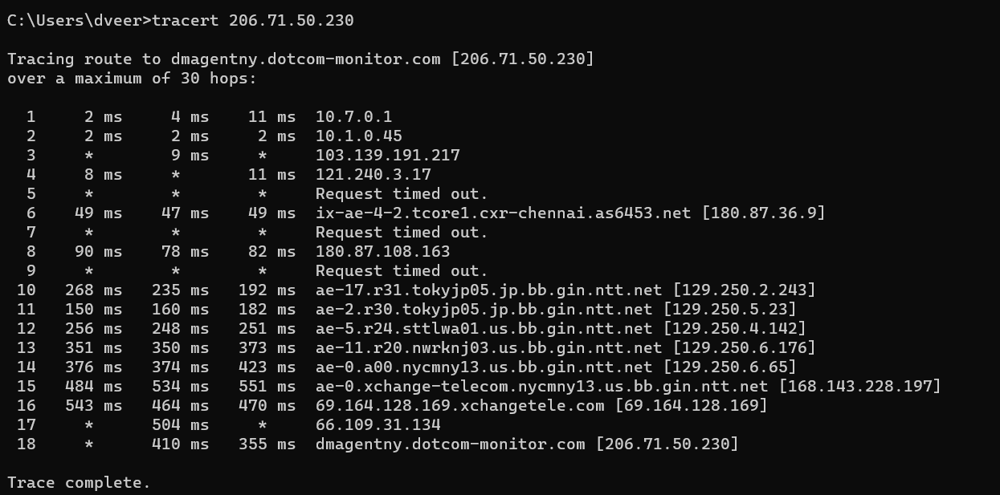 C:\Users\dveer>tracert 206.71.50.230
Tracing route to dmagentny.dotcom-monitor.com [206.71.50.230]
over a maximum of 30 hops:
1 2 ms 4 ms 11 ms 10.7.0.1
2 2 ms 2 ms 2 ms 10.1.0.45
3 * 9 ms * 103.139.191.217
4 8 ms * 11 ms 121.240.3.17
5 * * * Request timed out.
6 49 ms 47 ms 49 ms ix-ae-4-2.tcore1.cxr-chennai.as6453.net [180.87.36.9]
7 * * * Request timed out.
8 90 ms 78 ms 82 ms 180.87.108.163
9 * * * Request timed out.
10 268 ms 235 ms 192 ms ae-17.r31.tokyjp05.jp.bb.gin.ntt.net [129.250.2.243]
11 150 ms 160 ms 182 ms ae-2.r30.tokyjp05.jp.bb.gin.ntt.net [129.250.5.23]
12 256 ms 248 ms 251 ms ae-5.r24.sttlwa01.us.bb.gin.ntt.net [129.250.4.142]
13 351 ms 350 ms 373 ms ae-11.r20.nwrknj03.us.bb.gin.ntt.net [129.250.6.176]
14 376 ms 374 ms 423 ms ae-0.a00.nycmny13.us.bb.gin.ntt.net [129.250.6.65]
15 484 ms 534 ms 551 ms ae-0.xchange-telecom.nycmny13.us.bb.gin.ntt.net [168.143.228.197]
16 543 ms 464 ms 470 ms 69.164.128.169.xchangetele.com [69.164.128.169]
17 * 504 ms * 66.109.31.134
18 * 410 ms 355 ms dmagentny.dotcom-monitor.com [206.71.50.230]
Trace complete.